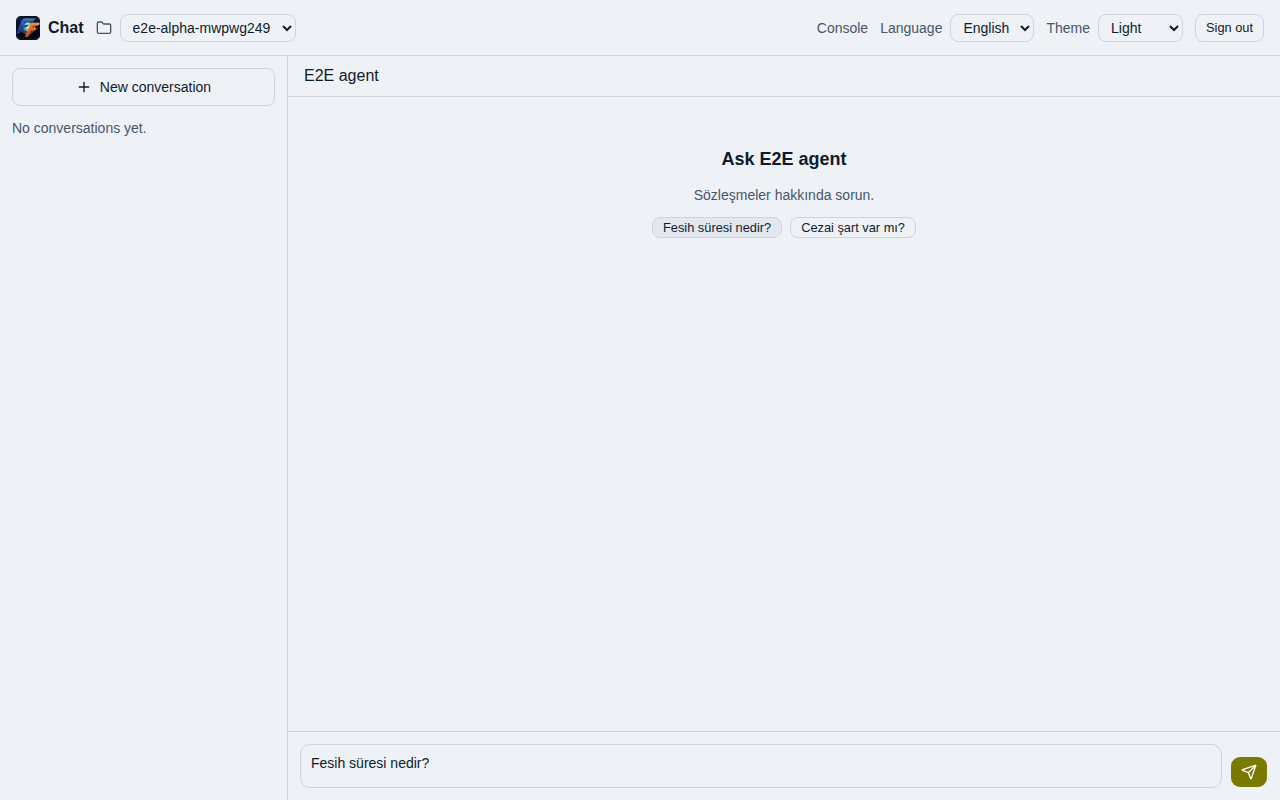 Chat e2e-alpha-mwpwg249 Console Language English Theme Light Sign out
New conversation
No conversations yet.
E2E agent
Ask E2E agent
Sözleşmeler hakkında sorun.
Fesih süresi nedir? Cezai şart var mı?
Fesih süresi nedir?